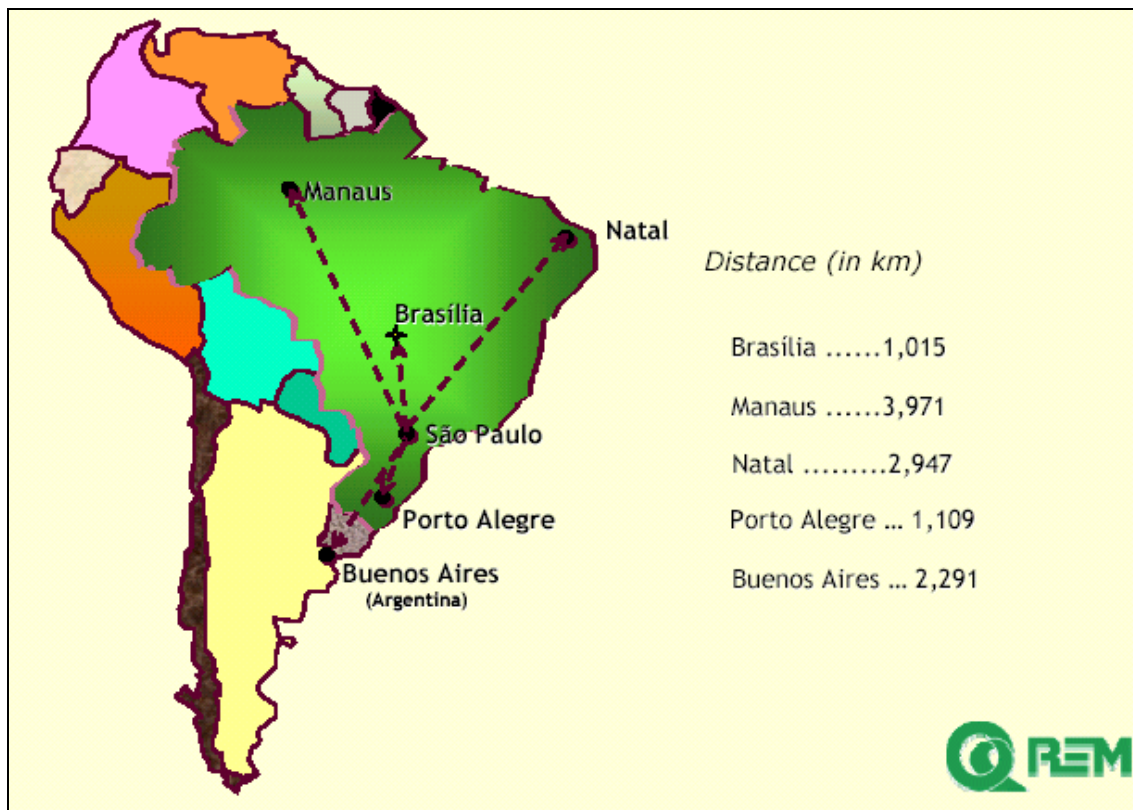 Manaus
Natal
Distance (in km)
Brasília
Brasília ......1,015
Manaus ......3,971
São Paulo
Natal .........2,947
Porto Alegre
Porto Alegre ... 1,109
Buenos Aires
(Argentina)
Buenos Aires ... 2,291
REM